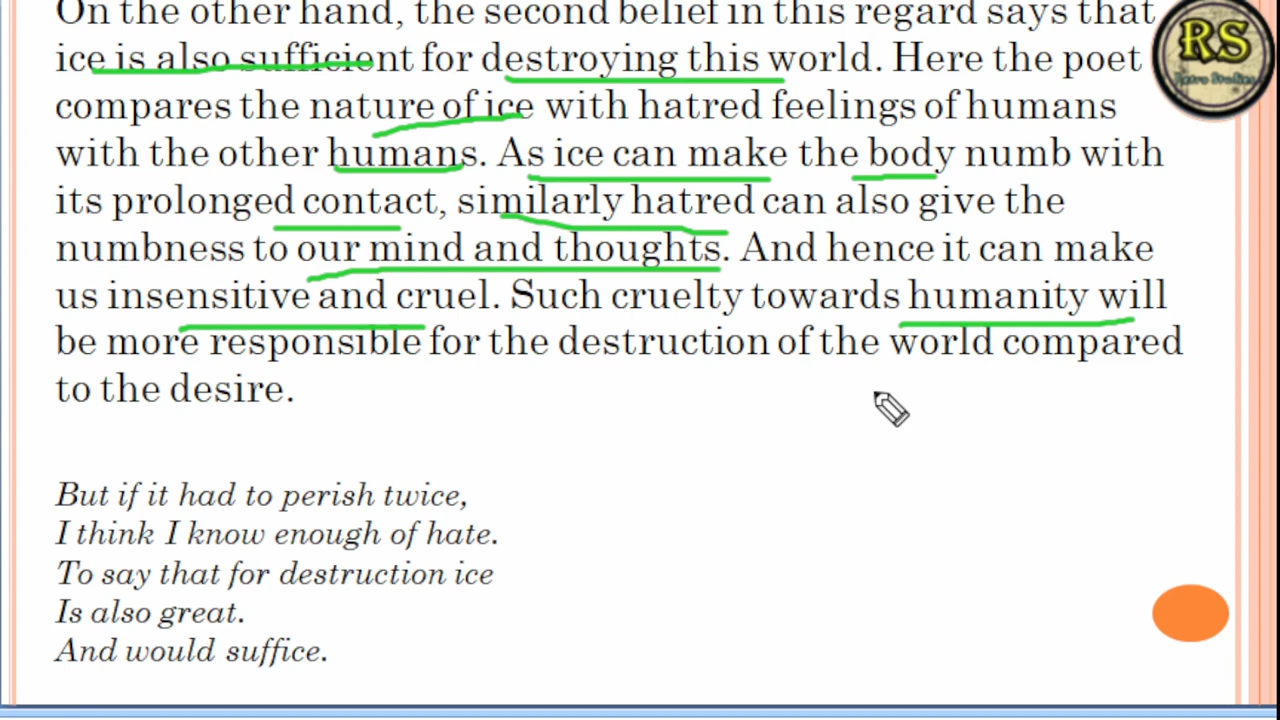 On the other hand, the second belief in this regard says that
ice is also sufficient for destroying this world. Here the poet
compares the nature of ice with hatred feelings of humans
with the other humans. As ice can make the body numb with
its prolonged contact, similarly hatred can also give the
numbness to our mind and thoughts. And hence it can make
us insensitive and cruel. Such cruelty towards humanity will
be more responsible for the destruction of the world compared
to the desire.
But if it had to perish twice,
I think I know enough of hate.
To say that for destruction ice
Is also great.
And would suffice.
RS